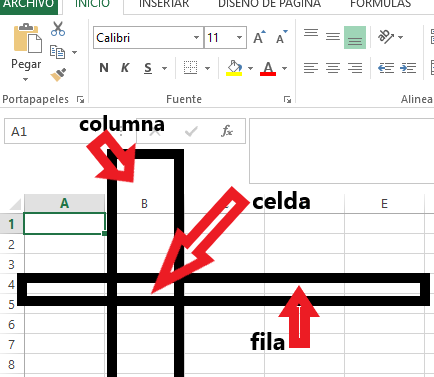 ARCHIVO INICIO INSERTAR DISEÑO DE PÁGINA FÓRMULAS
Calibri 11 A A
Pegar N K S A
Portapapeles Fuente Alinea
columna
A1 fx
celda
A B E
1
2
3
4
5
fila
7
8